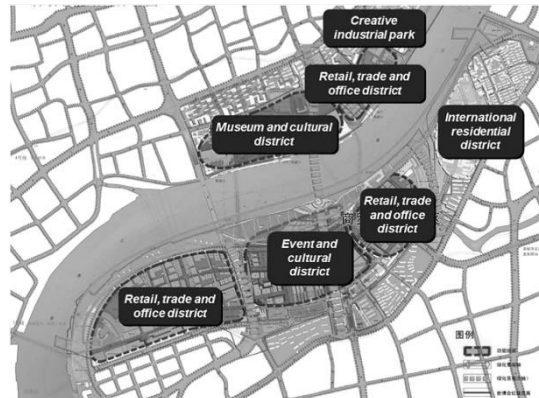 Creative
industrial park
Retail, trade and
office district
International
residential
district
Museum and cultural
district
Retail, trade
and office
district
Event and
cultural
district
Retail, trade and
office district
图例